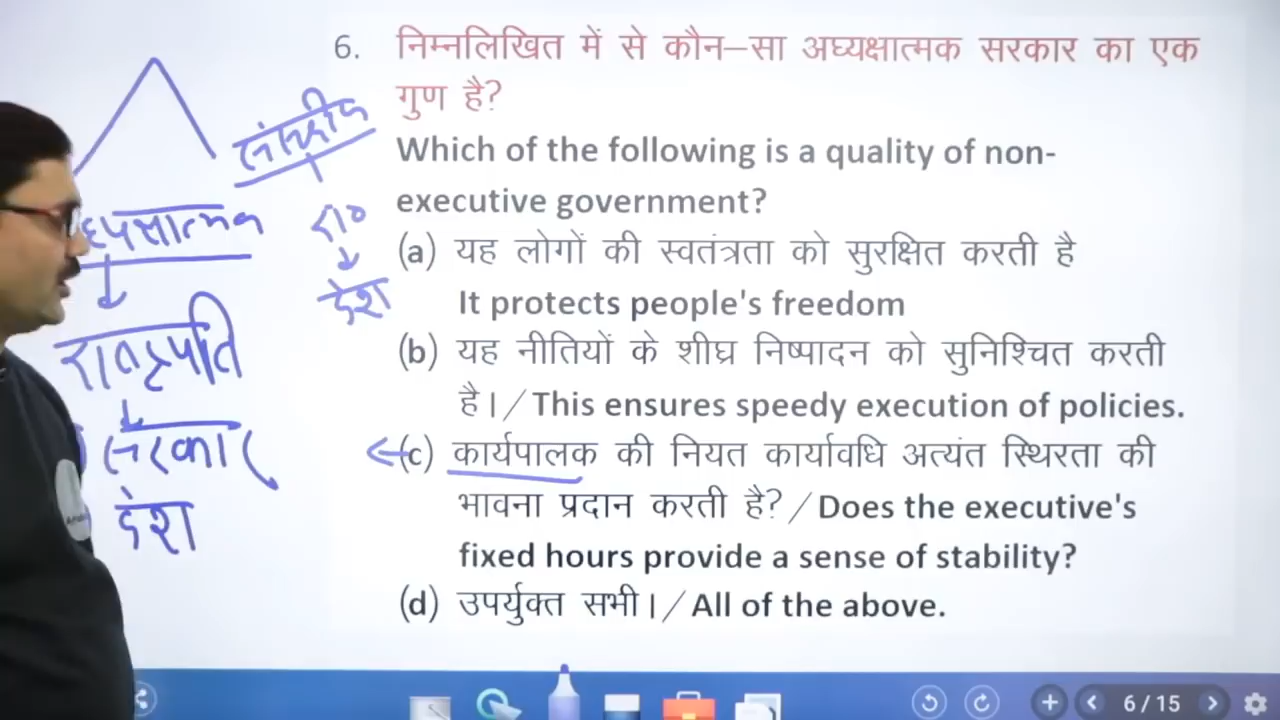 6. निम्नलिखित में से कौन–सा अध्यक्षात्मक सरकार का एक
गुण है?
Which of the following is a quality of non-
executive government?
(a) यह लोगों की स्वतंत्रता को सुरक्षित करती है
It protects people's freedom
(b) यह नीतियों के शीघ्र निष्पादन को सुनिश्चित करती
है।/This ensures speedy execution of policies.
(c) कार्यपालक की नियत कार्यावधि अत्यंत स्थिरता की
भावना प्रदान करती है?/Does the executive's
fixed hours provide a sense of stability?
(d) उपर्युक्त सभी।/All of the above.
रा०
देश
राष्ट्रपति
सरकार
देश
6 / 15